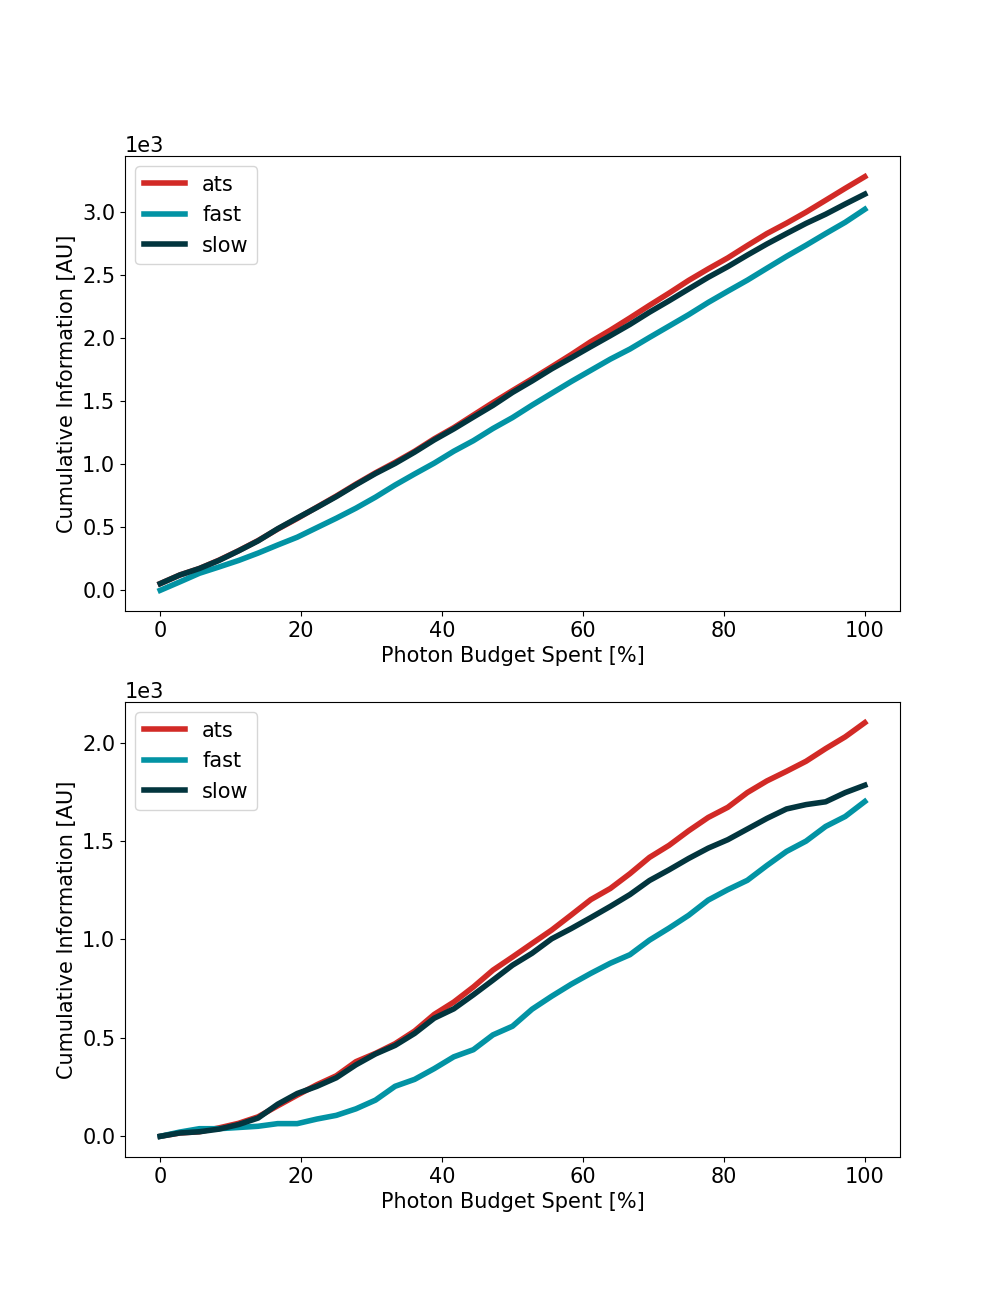 1e3
ats
fast
slow
Cumulative Information [AU]
3.0
2.5
2.0
1.5
1.0
0.5
0.0
0 20 40 60 80 100
Photon Budget Spent [%]
1e3
ats
fast
slow
Cumulative Information [AU]
2.0
1.5
1.0
0.5
0.0
0 20 40 60 80 100
Photon Budget Spent [%]